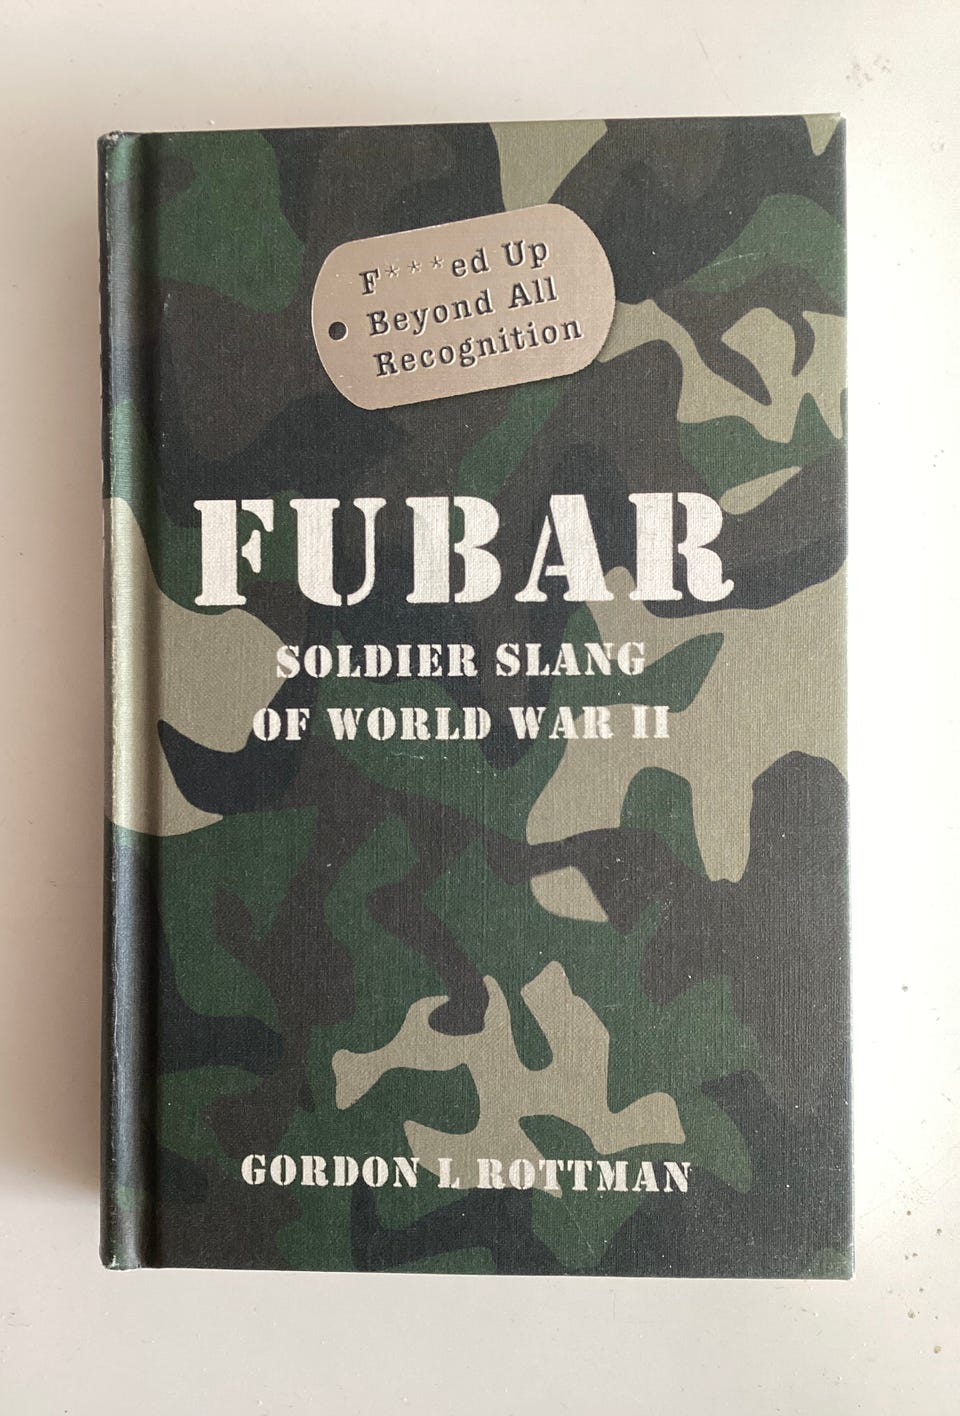 F***ed Up
Beyond All
Recognition
FUBAR
SOLDIER SLANG
OF WORLD WAR II
GORDON L ROTTMAN